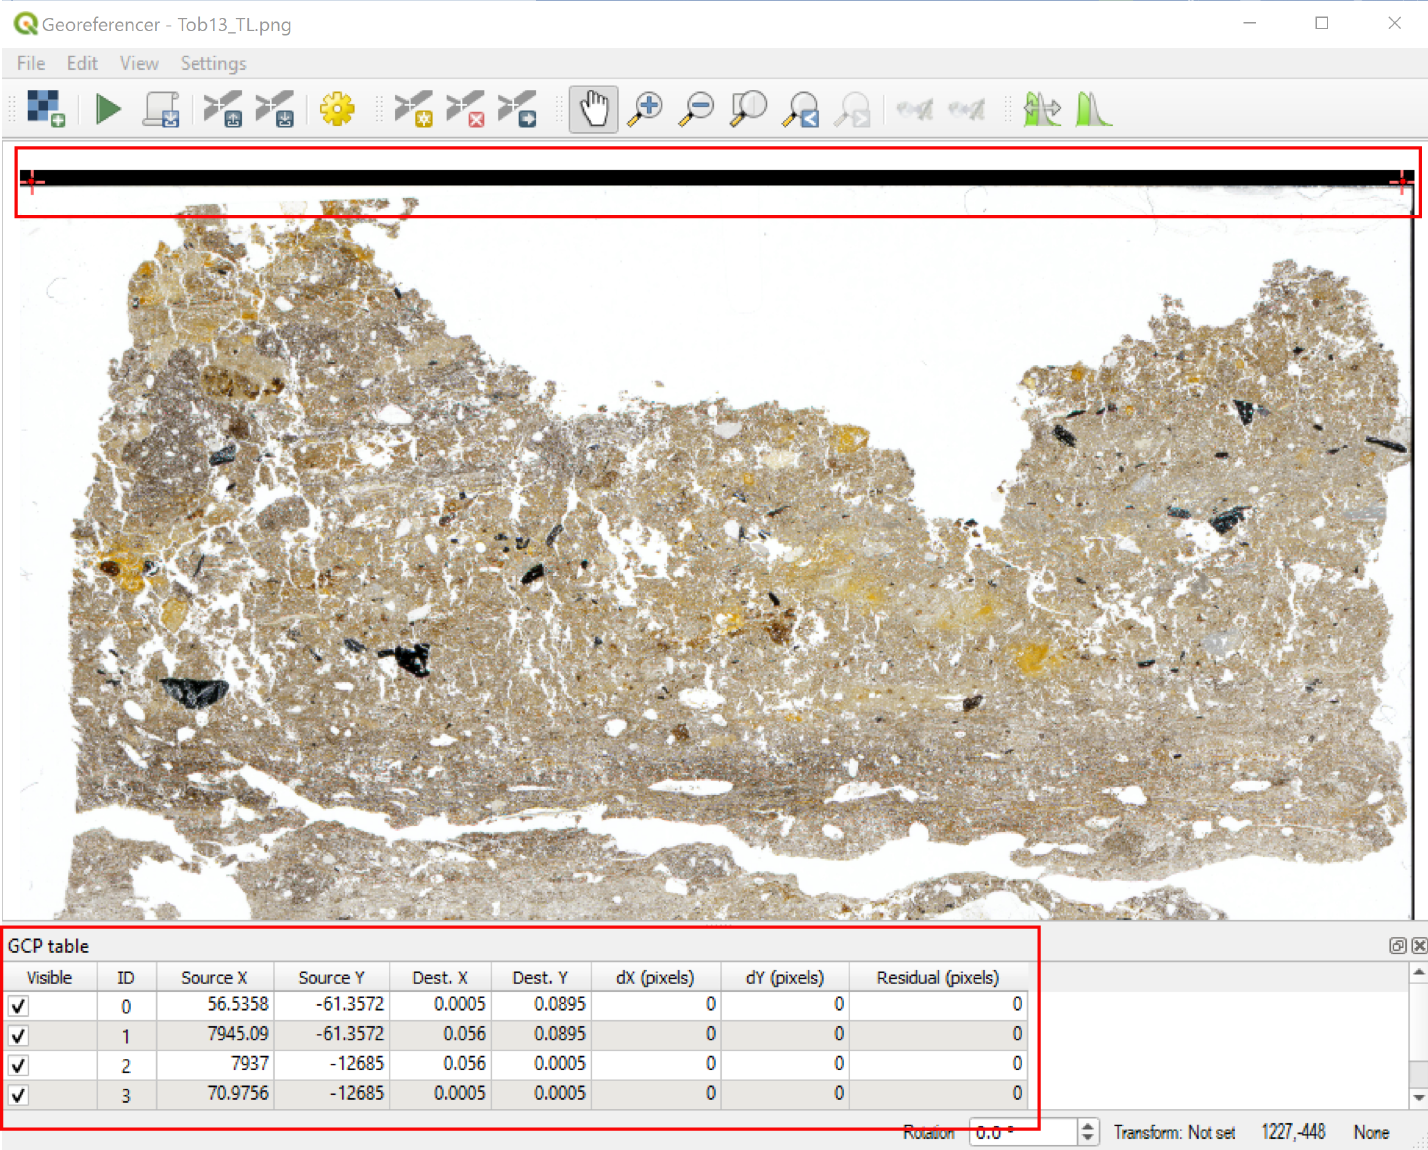 Georeferencer - Tob13_TL.png
File Edit View Settings
GCP table
Visible ID Source X Source Y Dest. X Dest. Y dX (pixels) dY (pixels) Residual (pixels)
0 56.5358 -61.3572 0.0005 0.0895 0 0 0
1 7945.09 -61.3572 0.056 0.0895 0 0 0
2 7937 -12685 0.056 0.0005 0 0 0
3 70.9756 -12685 0.0005 0.0005 0 0 0
Rotation 0.0 ° Transform: Not set 1227,-448 None